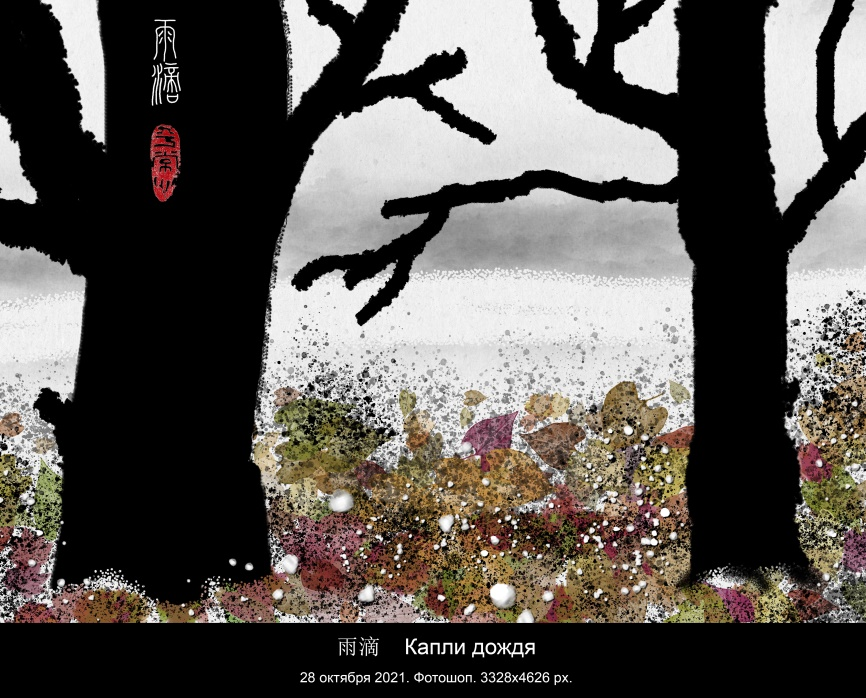 雨滴
雨滴 Капли дождя
28 октября 2021. Фотошоп. 3328x4626 px.